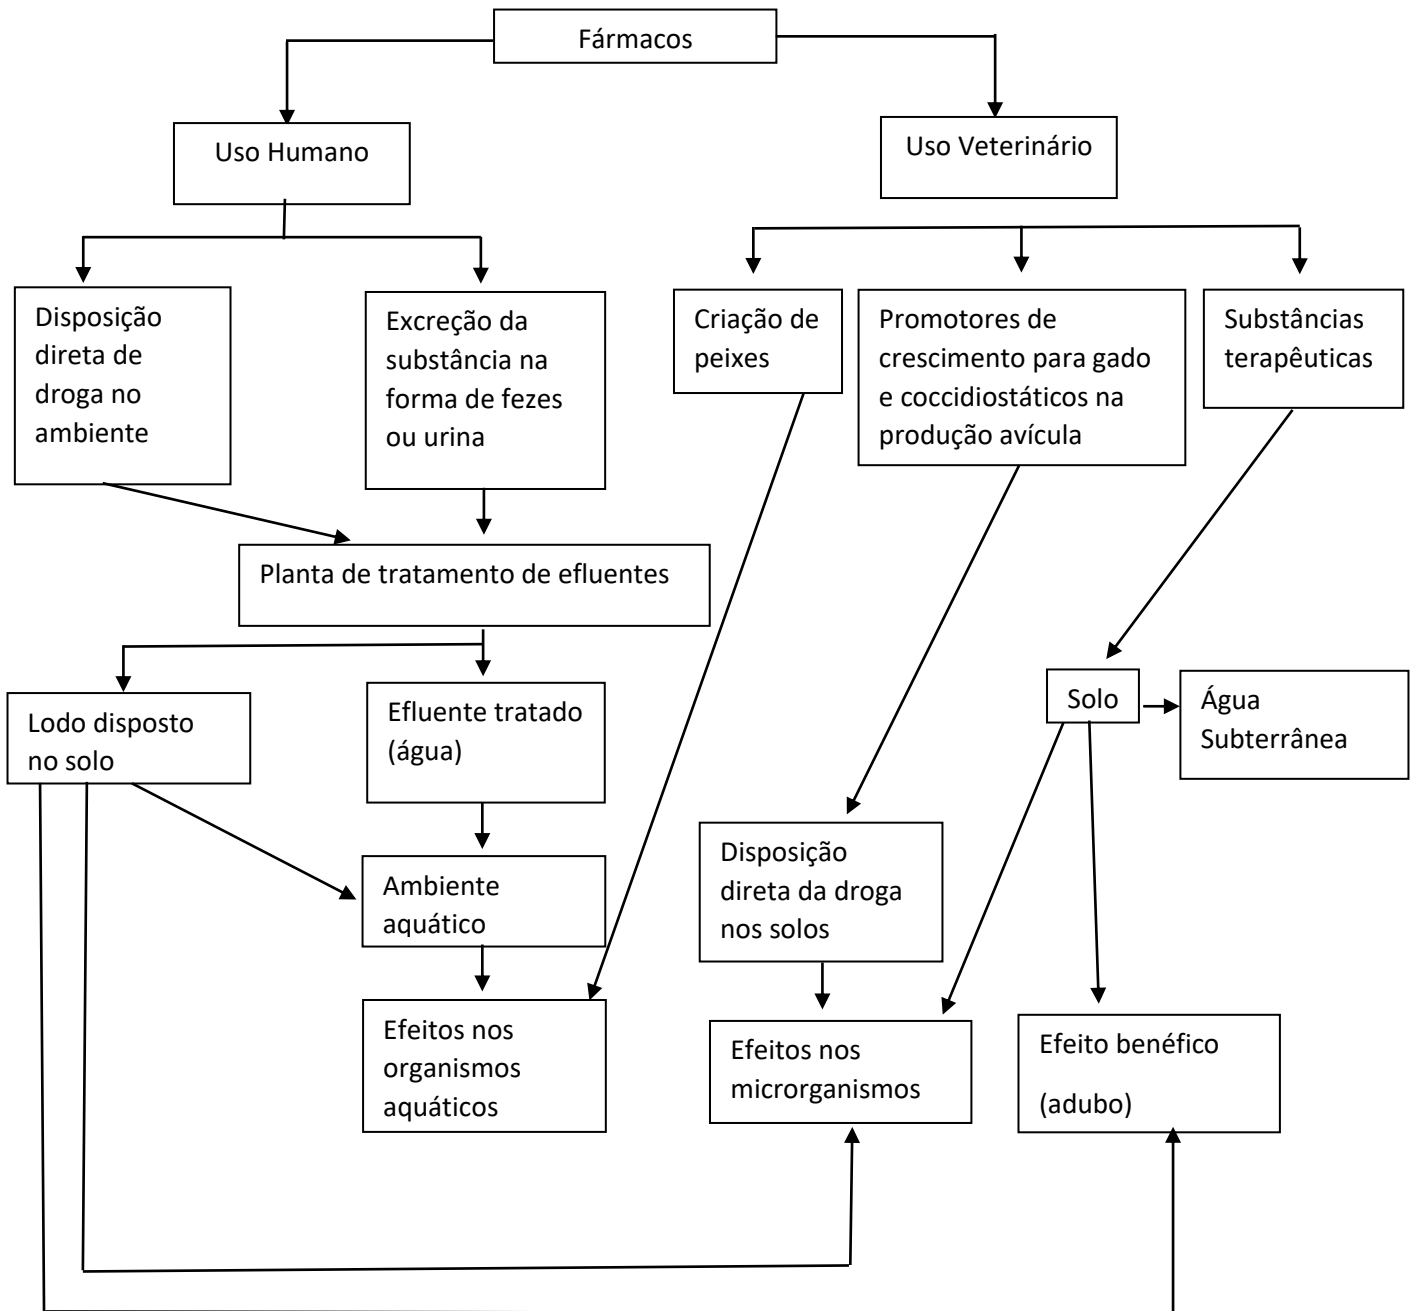 Fármacos
Uso Humano
Uso Veterinário
Disposição
direta de
droga no
ambiente
Excreção da
substância na
forma de fezes
ou urina
Criação de
peixes
Promotores de
crescimento para gado
e coccidiostáticos na
produção avícula
Substâncias
terapêuticas
Planta de tratamento de efluentes
Lodo disposto
no solo
Efluente tratado
(água)
Solo
Água
Subterrânea
Ambiente
aquático
Disposição
direta da droga
nos solos
Efeitos nos
organismos
aquáticos
Efeitos nos
microrganismos
Efeito benéfico
(adubo)